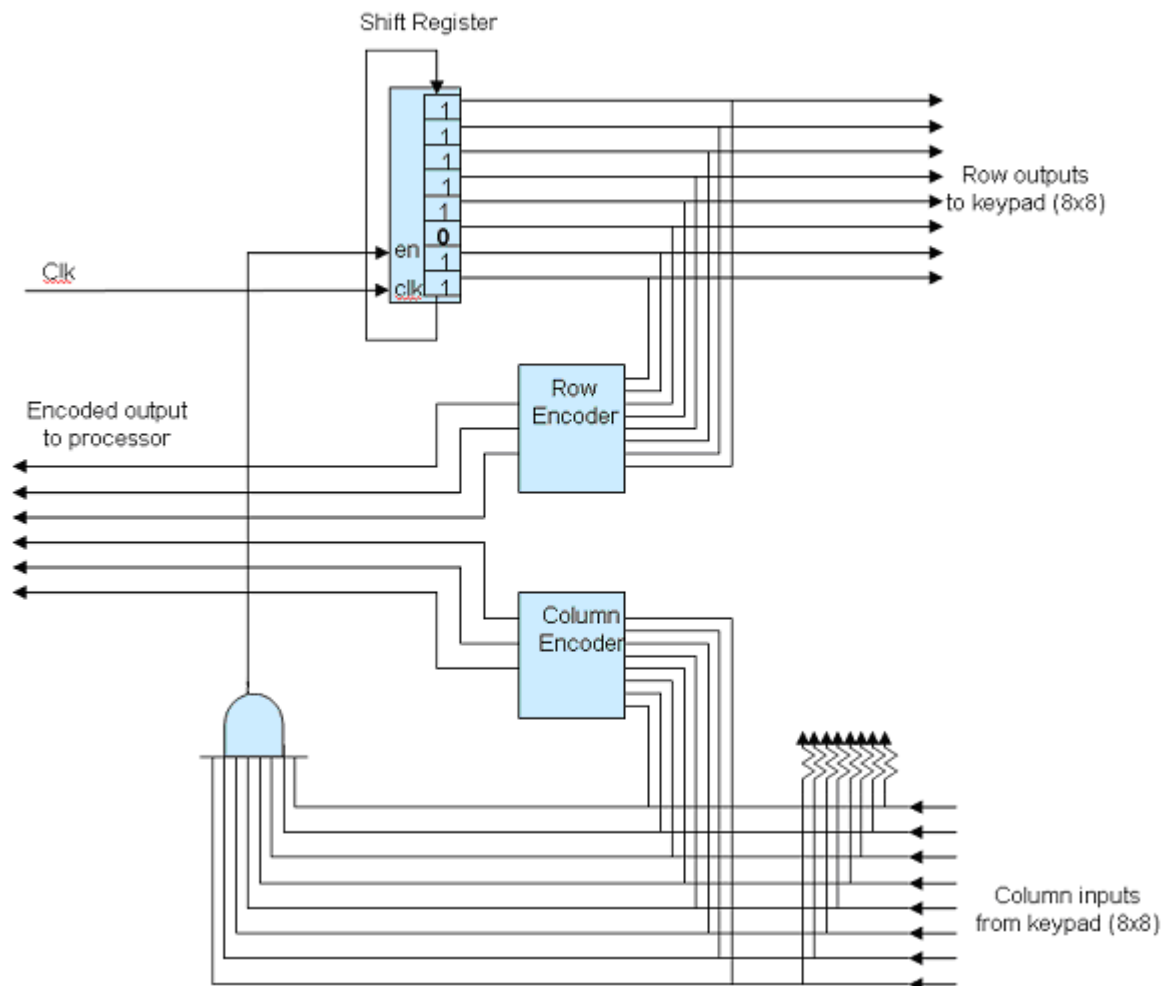 Shift Register
1
1
1
1
1
0
1
1
en
clk
Clk
Row outputs
to keypad (8x8)
Row
Encoder
Encoded output
to processor
Column
Encoder
Column inputs
from keypad (8x8)